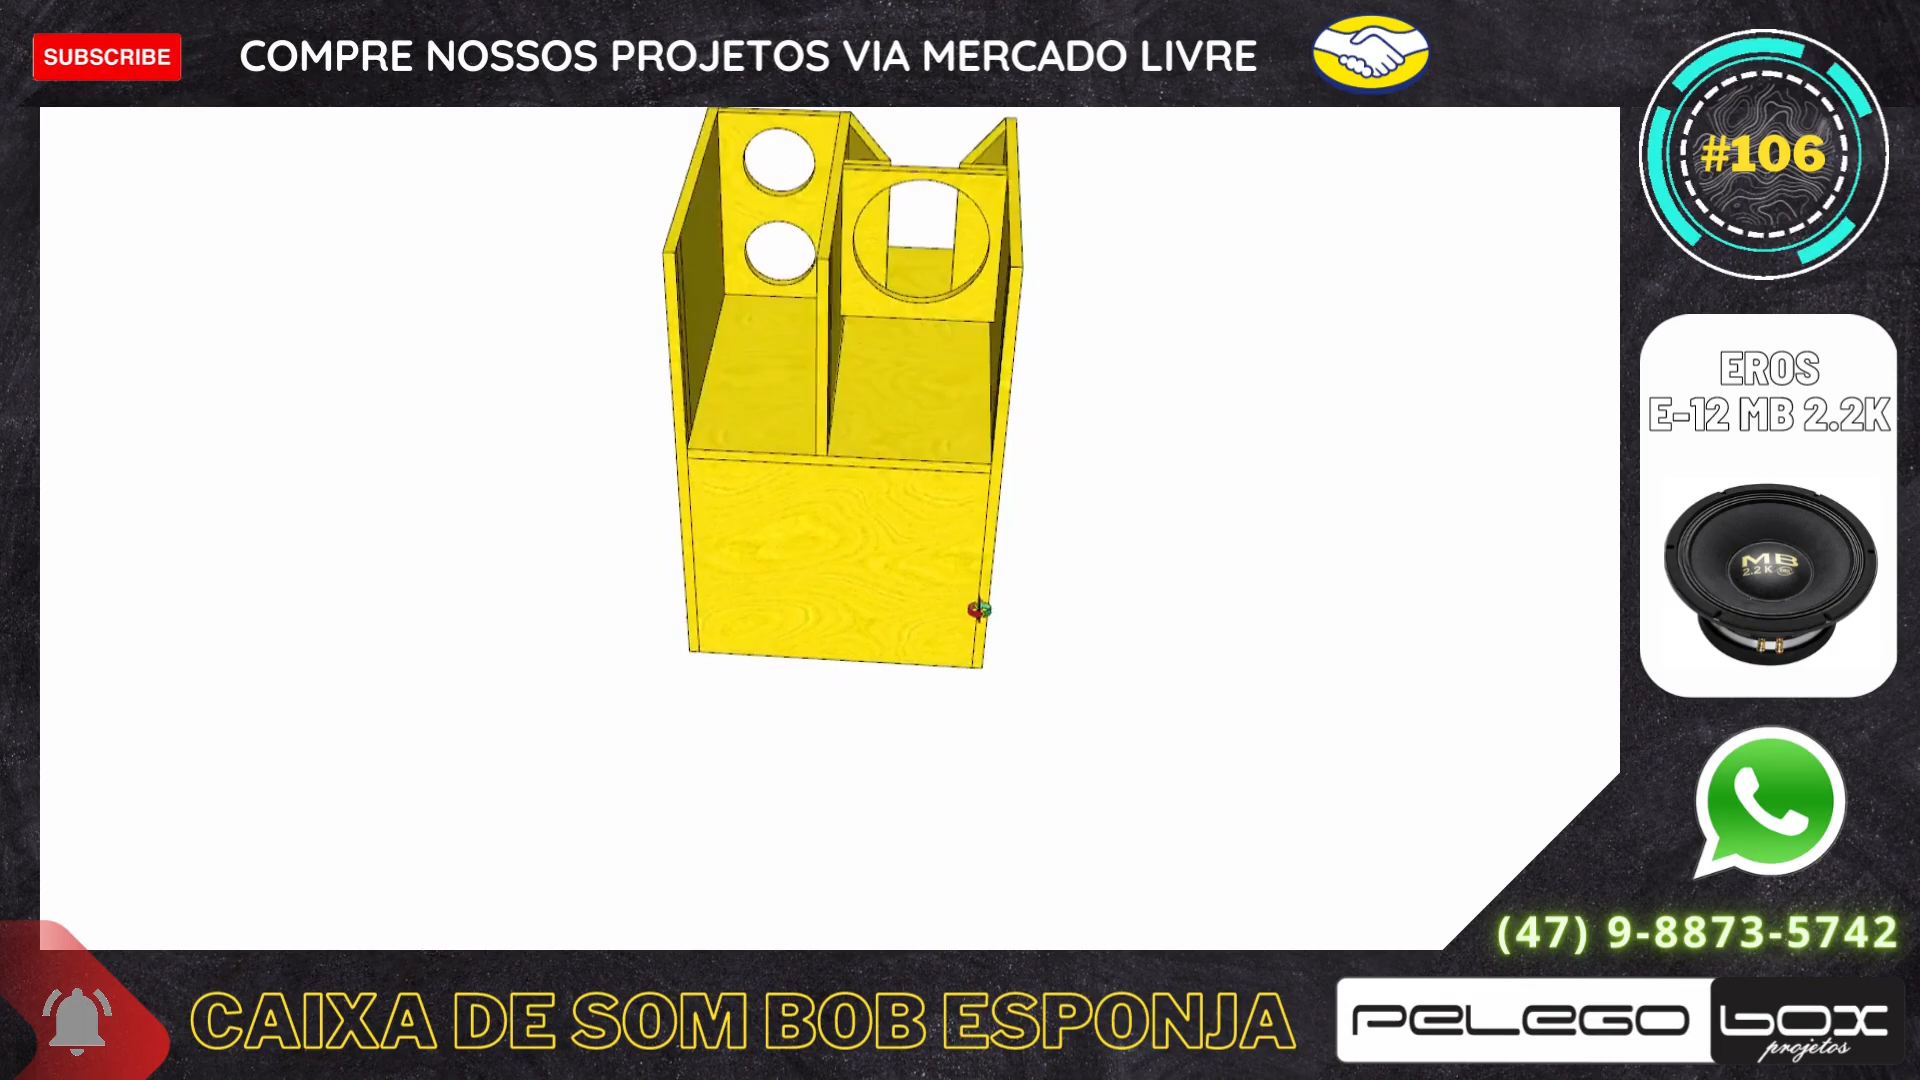 SUBSCRIBE
COMPRE NOSSOS PROJETOS VIA MERCADO LIVRE
#106
EROS
E-12 MB 2.2K
MB
2.2K
(47) 9-8873-5742
CAIXA DE SOM BOB ESPONJA
PELEGO box
projetos